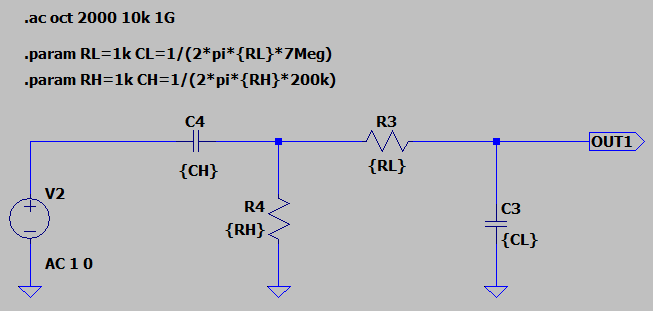 .ac oct 2000 10k 1G
.param RL=1k CL=1/(2*pi*{RL}*7Meg)
.param RH=1k CH=1/(2*pi*{RH}*200k)
C4
{CH}
R3
{RL}
OUT1
V2
AC 1 0
R4
{RH}
C3
{CL}